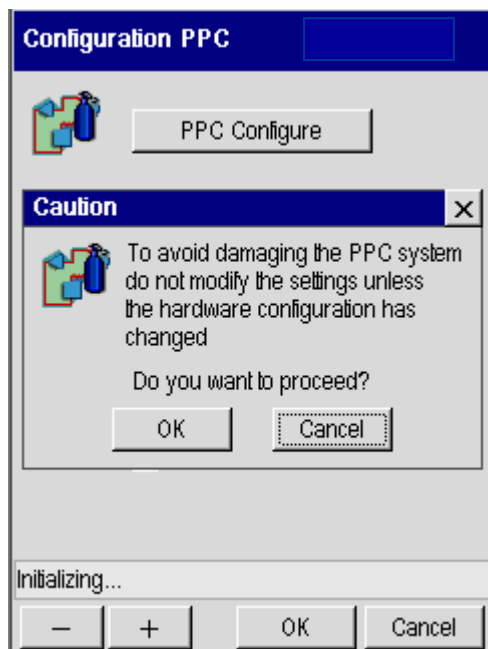 Configuration PPC
PPC Configure
Caution
To avoid damaging the PPC system
do not modify the settings unless
the hardware configuration has
changed
Do you want to proceed?
OK Cancel
Initializing...
− + OK Cancel